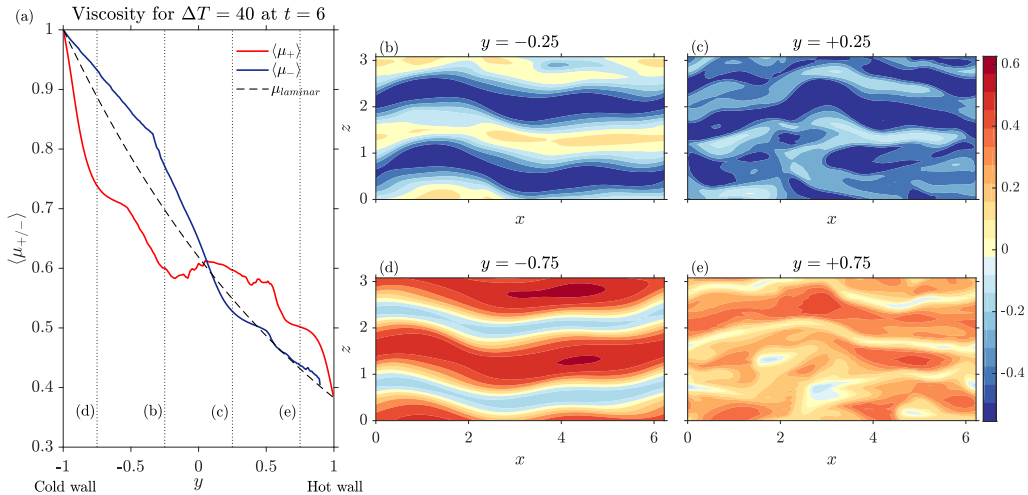 (a) Viscosity for ΔT = 40 at t = 6
⟨μ₊⟩
⟨μ₋⟩
μ_laminar
1
0.9
0.8
0.7
0.6
0.5
0.4
0.3
⟨μ₊/₋⟩
(d) (b) (c) (e)
-1 -0.5 0 0.5 1
Cold wall y Hot wall
(b) y = −0.25
3
2
1
0
z
x
(c) y = +0.25
x
(d) y = −0.75
3
2
1
0
z
0 2 4 6
x
(e) y = +0.75
0 2 4 6
x
0.6
0.4
0.2
0
-0.2
-0.4